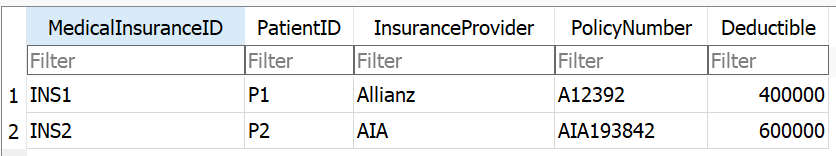 MedicalInsuranceID PatientID InsuranceProvider PolicyNumber Deductible
Filter Filter Filter Filter Filter
1 INS1 P1 Allianz A12392 400000
2 INS2 P2 AIA AIA193842 600000